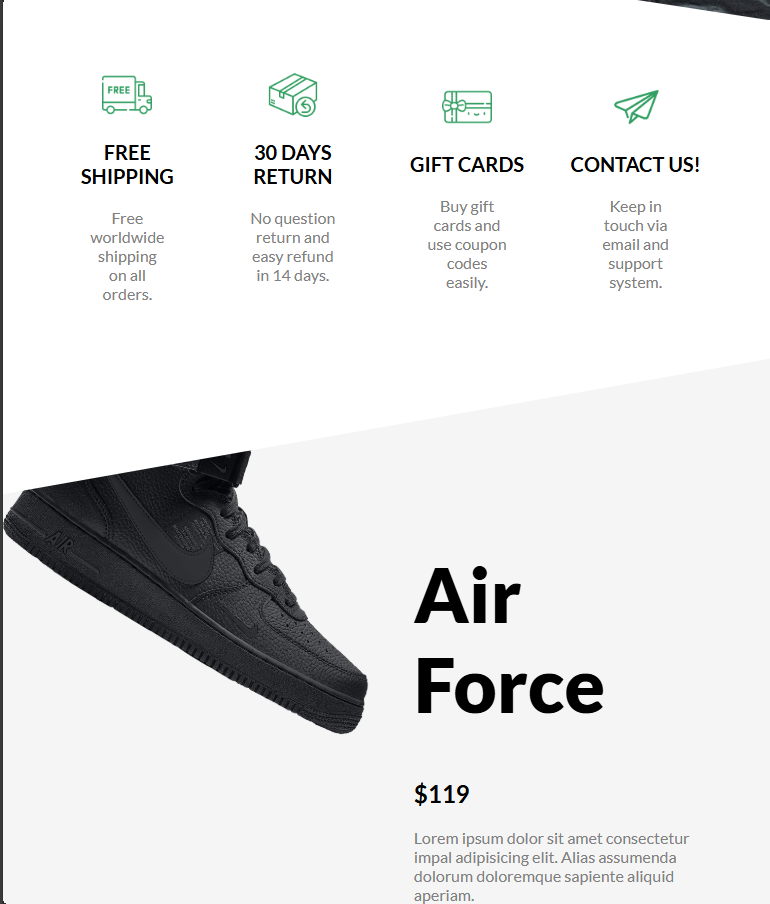 FREE
FREE
SHIPPING
Free
worldwide
shipping
on all
orders.
30 DAYS
RETURN
No question
return and
easy refund
in 14 days.
GIFT CARDS
Buy gift
cards and
use coupon
codes
easily.
CONTACT US!
Keep in
touch via
email and
support
system.
AIR
Air
Force
$119
Lorem ipsum dolor sit amet consectetur
impal adipisicing elit. Alias assumenda
dolorum doloremque sapiente aliquid
aperiam.